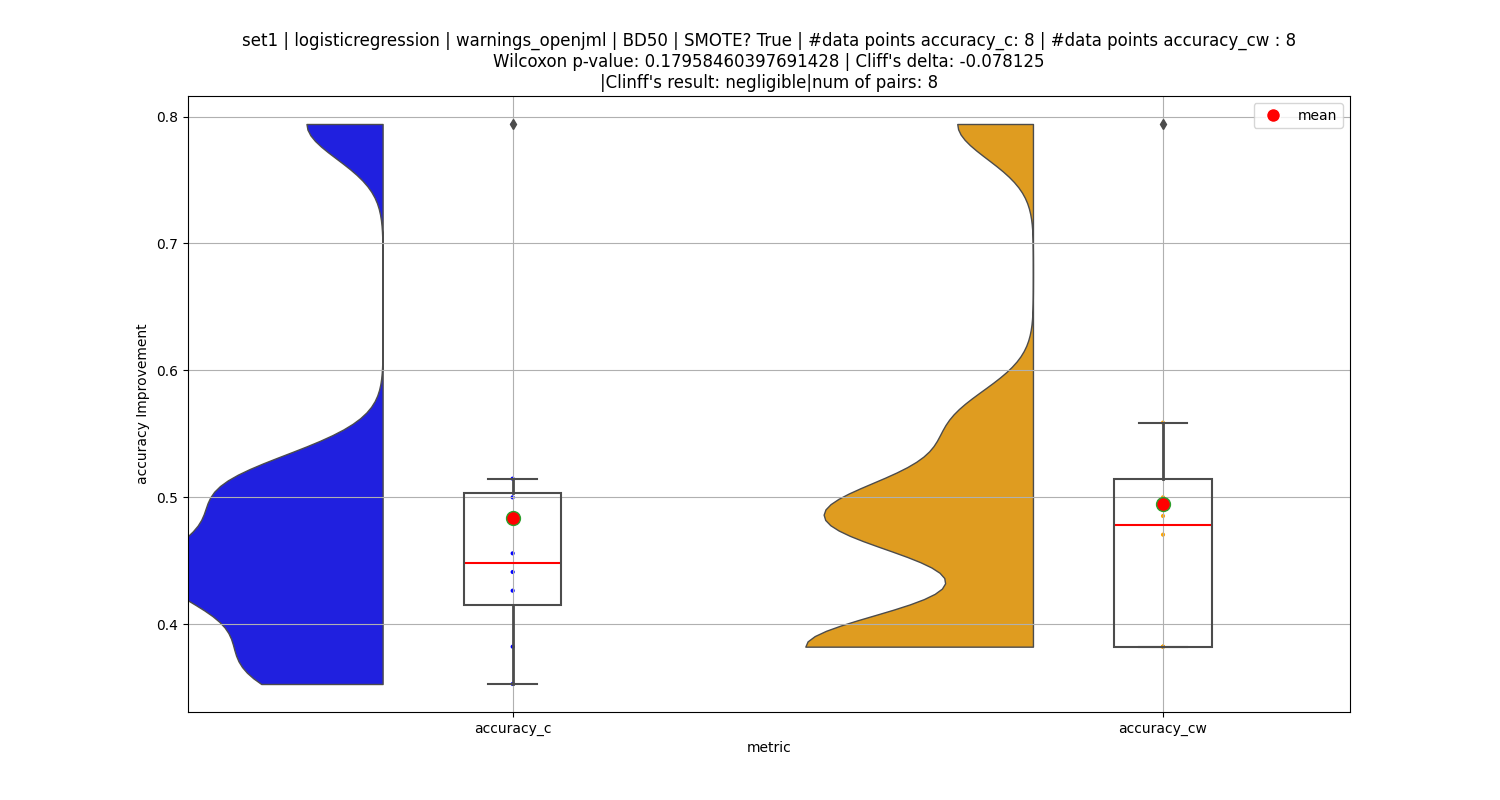 set1 | logisticregression | warnings_openjml | BD50 | SMOTE? True | #data points accuracy_c: 8 | #data points accuracy_cw : 8
Wilcoxon p-value: 0.17958460397691428 | Cliff's delta: -0.078125
|Clinff's result: negligible|num of pairs: 8
mean
0.8
0.7
0.6
0.5
0.4
accuracy Improvement
accuracy_c
accuracy_cw
metric